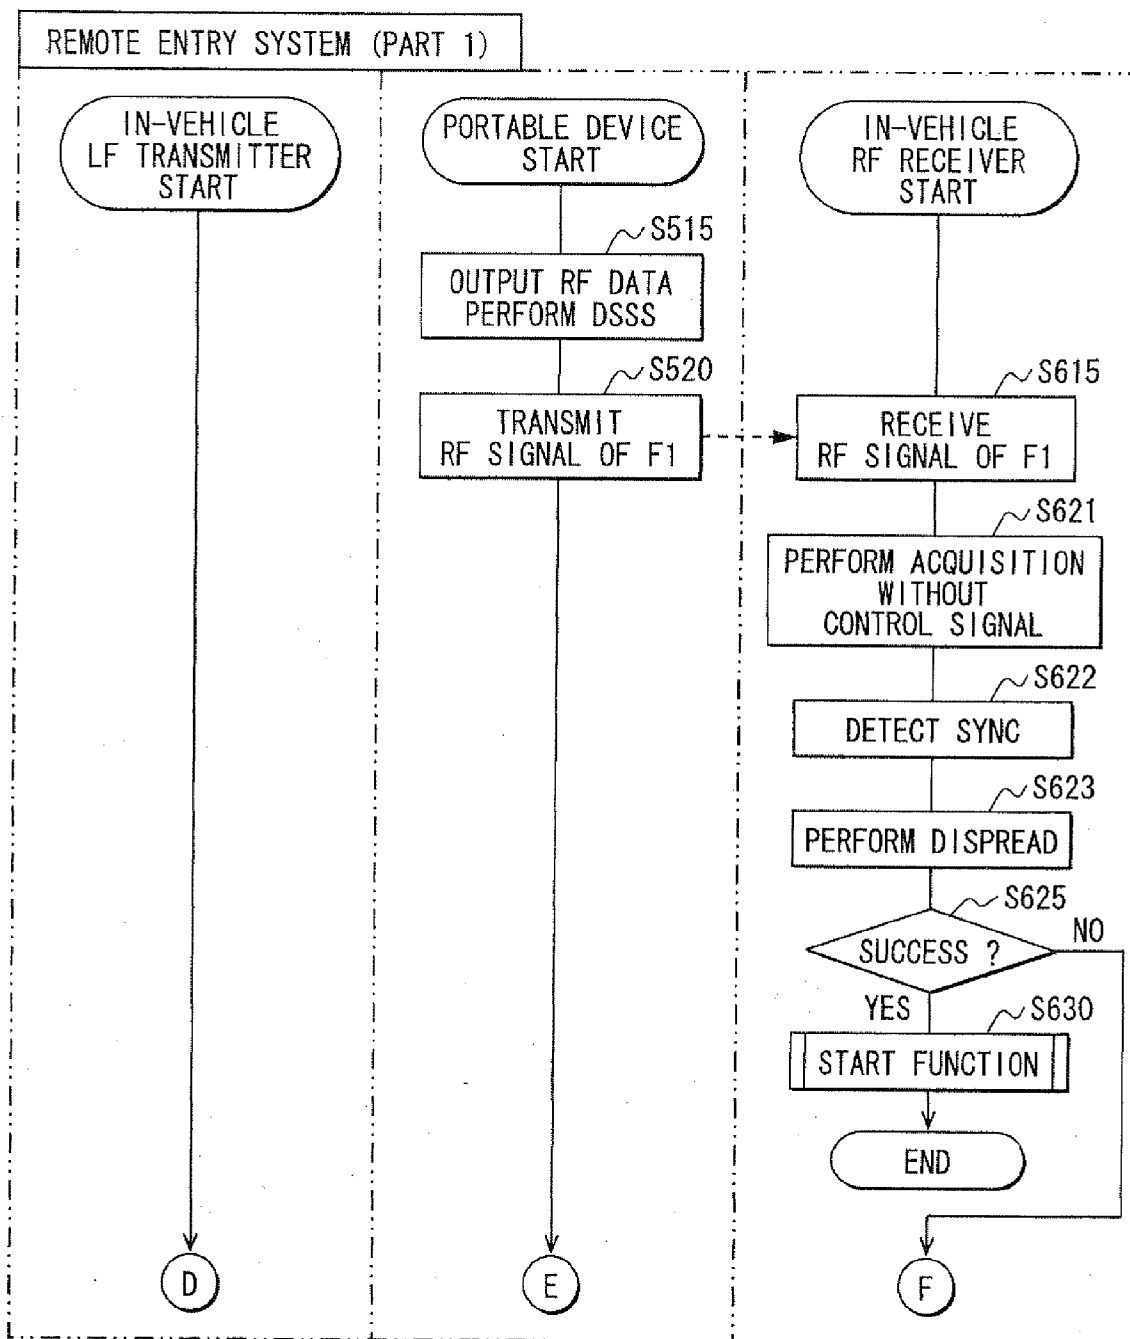 REMOTE ENTRY SYSTEM (PART 1)
IN-VEHICLE
LF TRANSMITTER
START
D
PORTABLE DEVICE
START
S515
OUTPUT RF DATA
PERFORM DSSS
S520
TRANSMIT
RF SIGNAL OF F1
E
IN-VEHICLE
RF RECEIVER
START
S615
RECEIVE
RF SIGNAL OF F1
S621
PERFORM ACQUISITION
WITHOUT
CONTROL SIGNAL
S622
DETECT SYNC
S623
PERFORM DISPREAD
S625
SUCCESS ?
NO
YES
S630
START FUNCTION
END
F